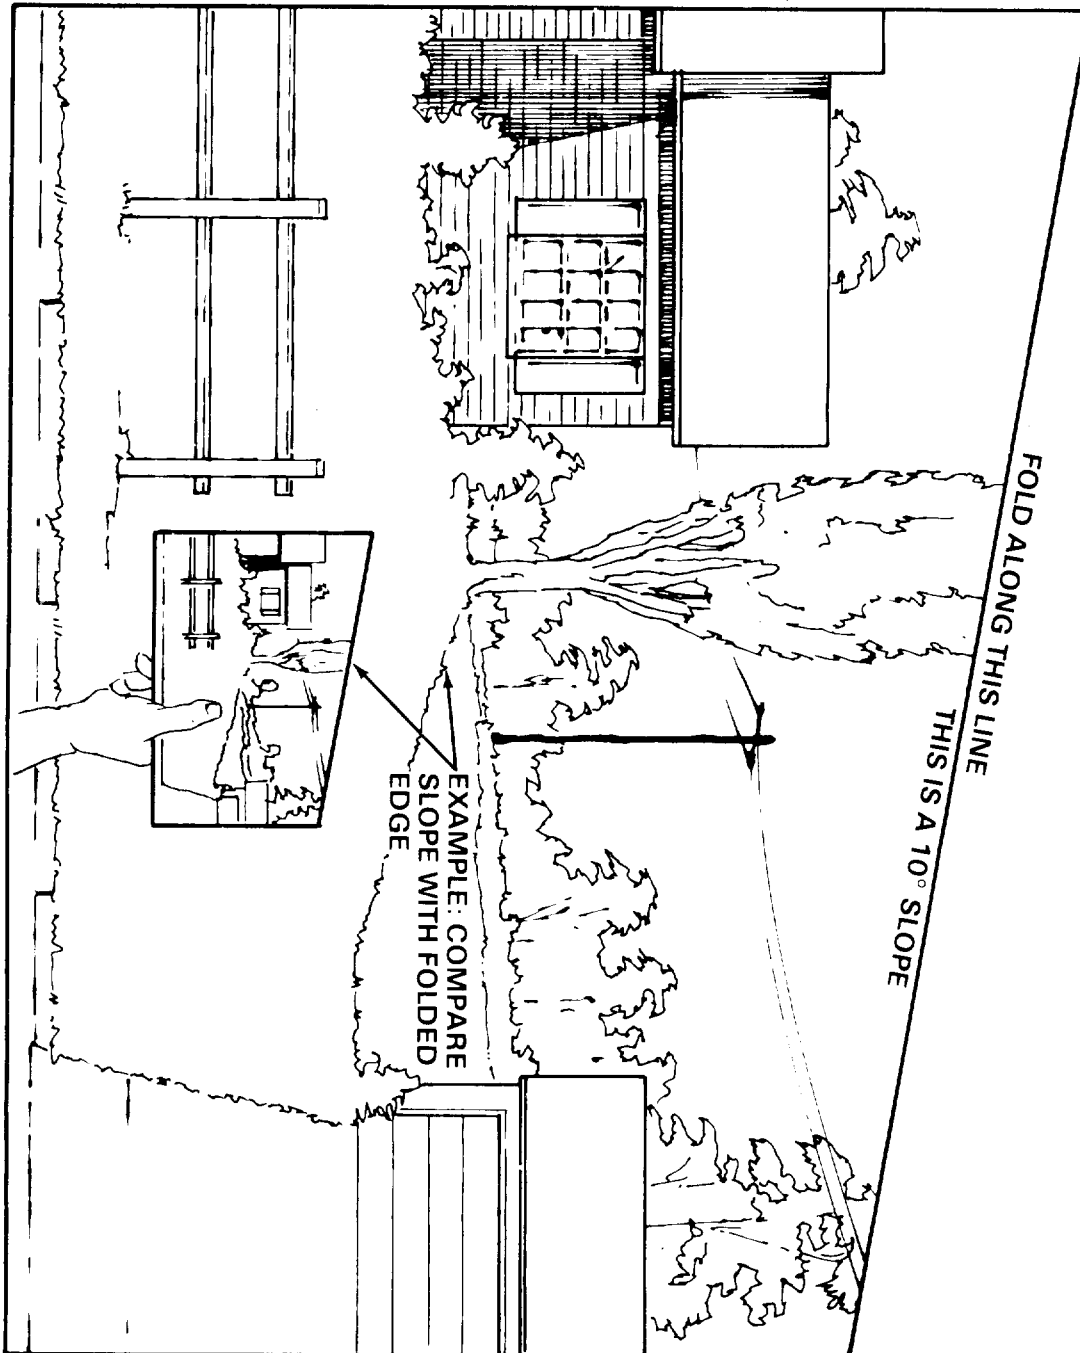 FOLD ALONG THIS LINE
THIS IS A 10° SLOPE
EXAMPLE: COMPARE
SLOPE WITH FOLDED
EDGE